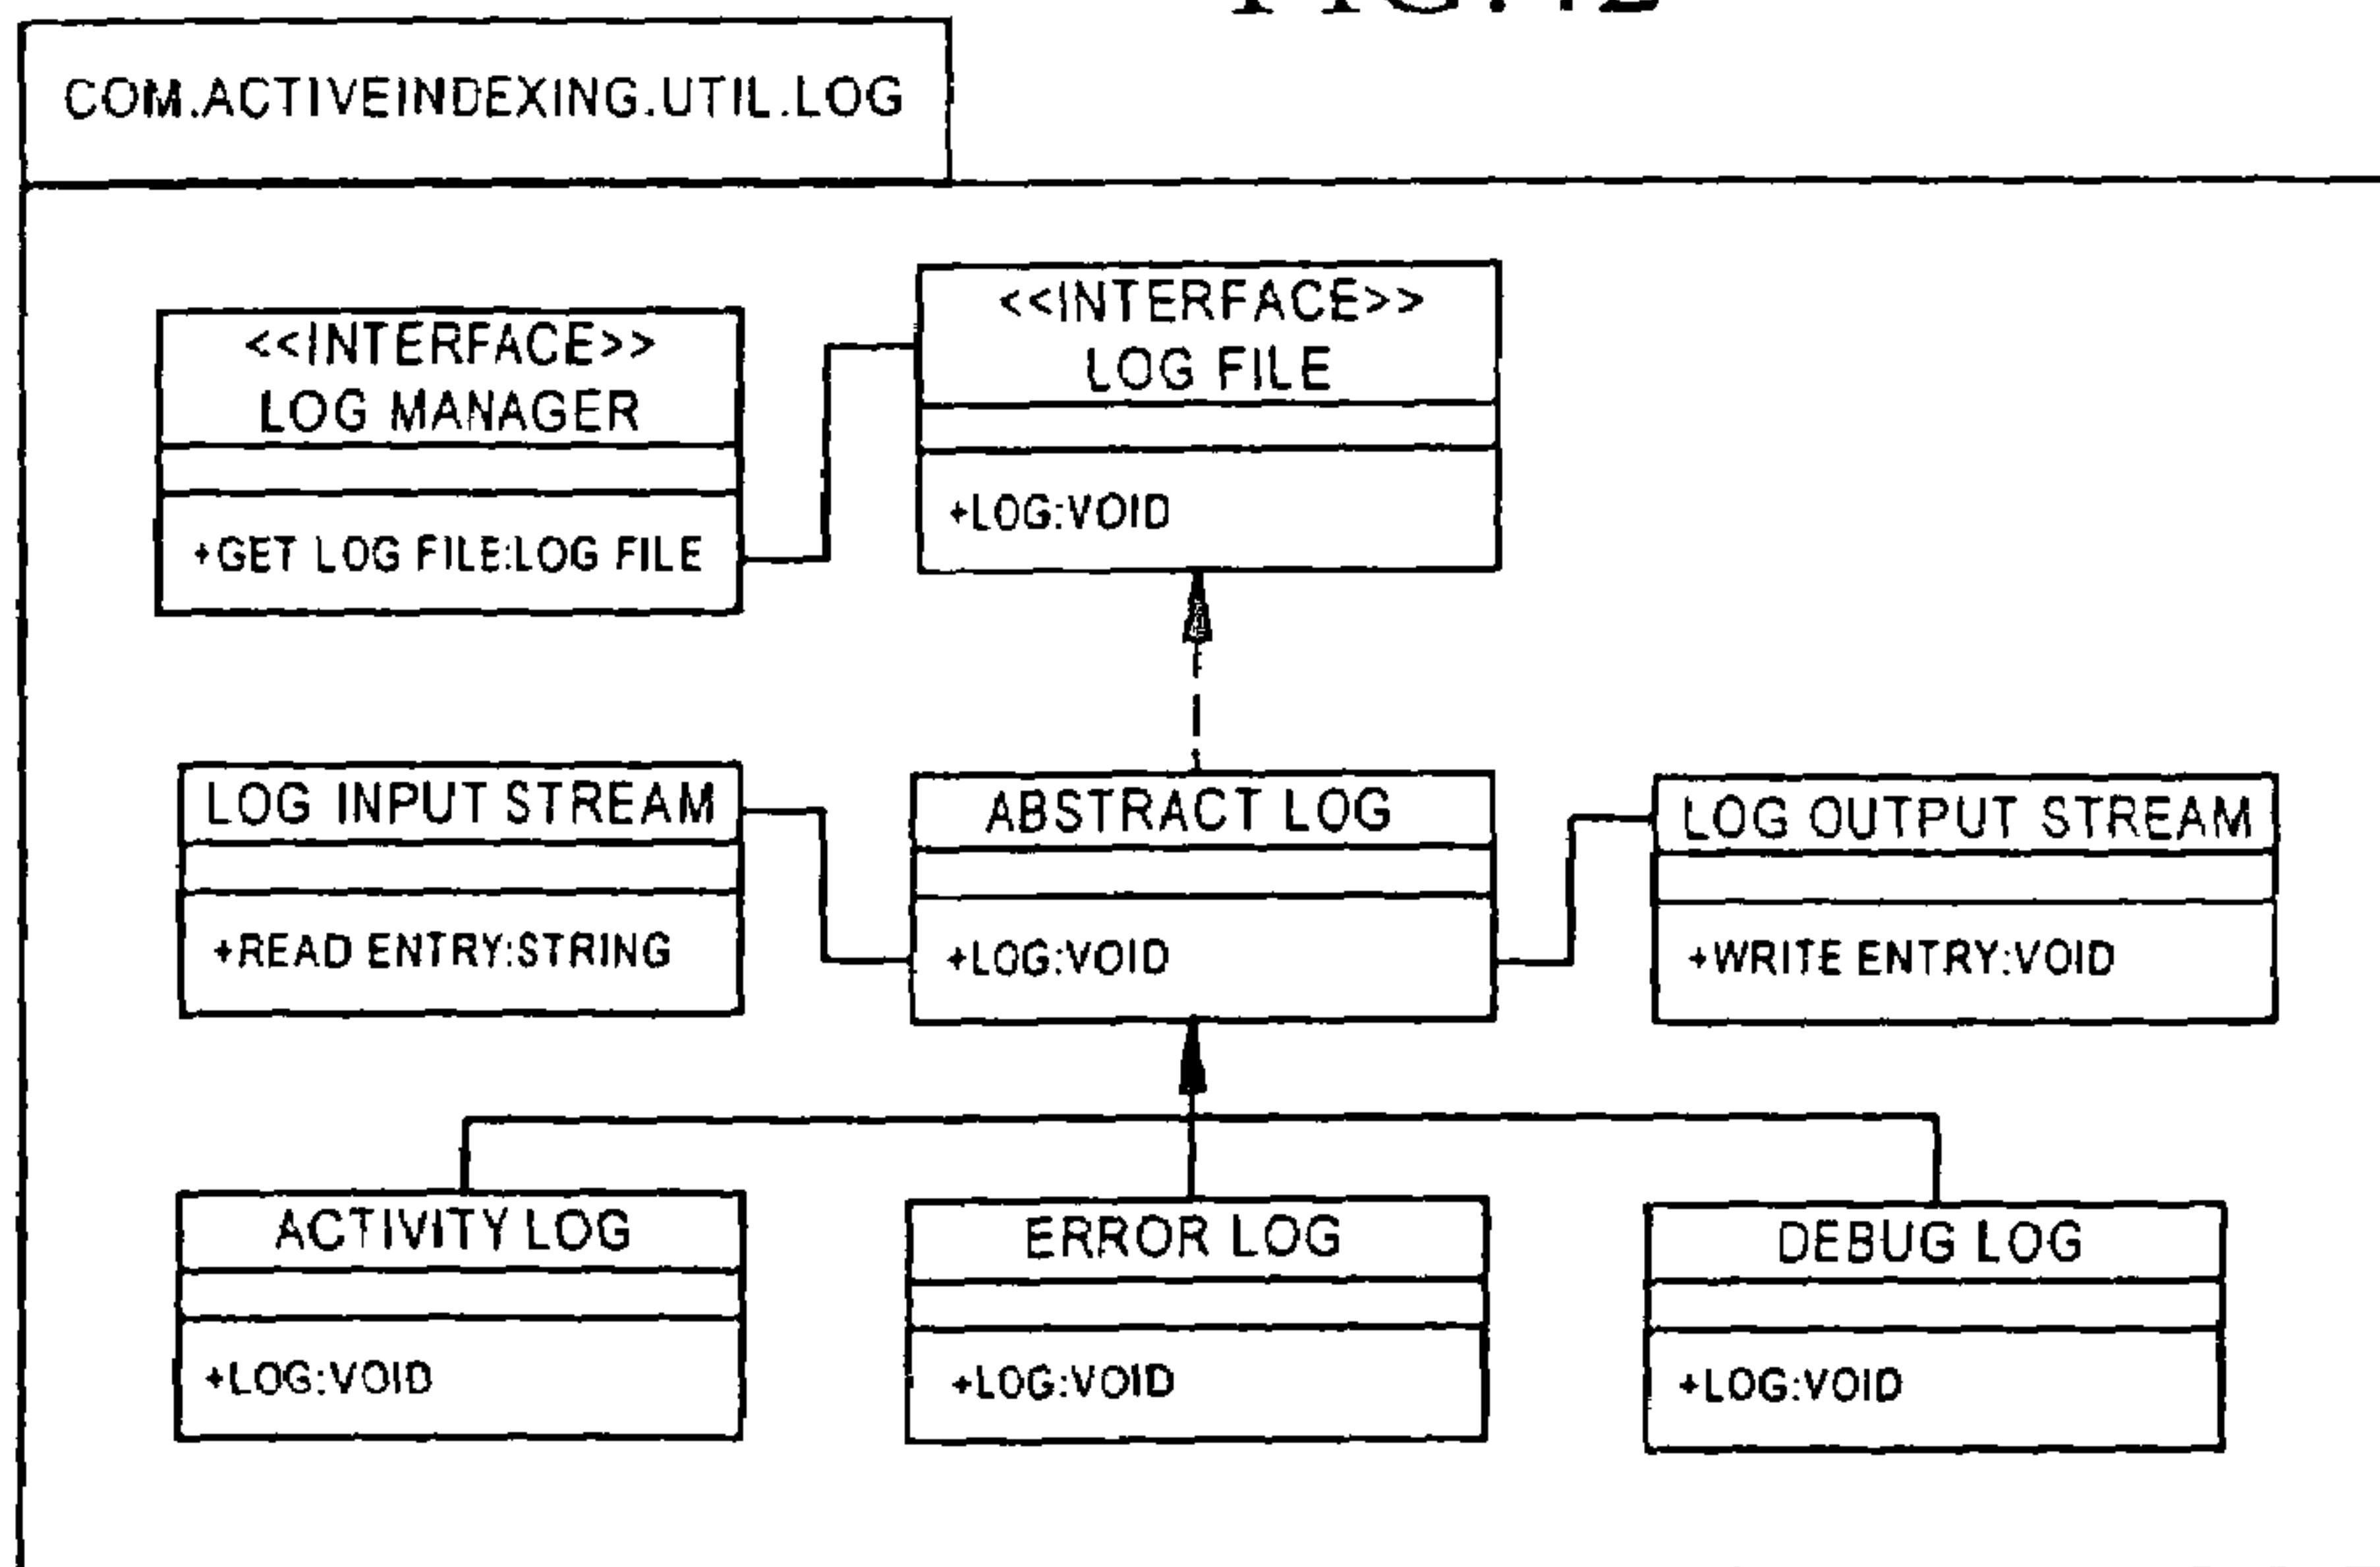 COM.ACTIVEINDEXING.UTIL.LOG
<<INTERFACE>>
LOG MANAGER
+GET LOG FILE:LOG FILE
<<INTERFACE>>
LOG FILE
+LOG:VOID
LOG INPUT STREAM
+READ ENTRY:STRING
ABSTRACT LOG
+LOG:VOID
LOG OUTPUT STREAM
+WRITE ENTRY:VOID
ACTIVITY LOG
+LOG:VOID
ERROR LOG
+LOG:VOID
DEBUG LOG
+LOG:VOID